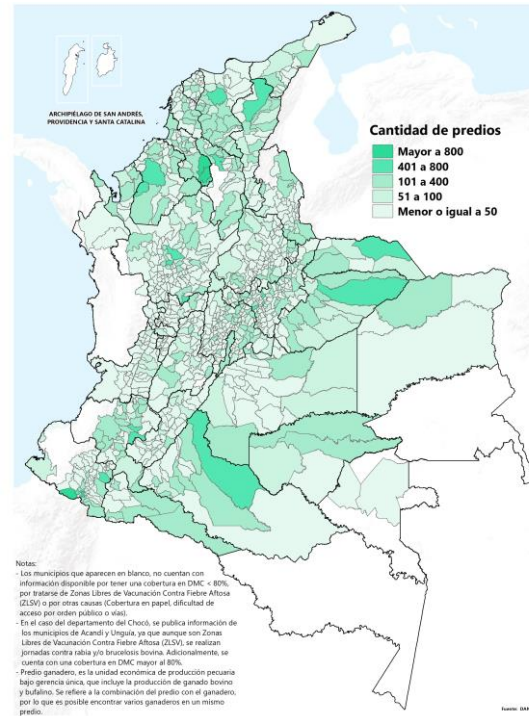 ARCHIPIÉLAGO DE SAN ANDRÉS,
PROVIDENCIA Y SANTA CATALINA
Cantidad de predios
Mayor a 800
401 a 800
101 a 400
51 a 100
Menor o igual a 50
Notas:
- Los municipios que aparecen en blanco, no cuentan con
información disponible por tener una cobertura en DMC < 80%,
por tratarse de Zonas Libres de Vacunación Contra Fiebre Aftosa
(ZLSV) o por otras causas (Cobertura en papel, dificultad de
acceso por orden público o vías).
- En el caso del departamento del Chocó, se publica información de
los municipios de Acandí y Unguía, ya que aunque son Zonas
Libres de Vacunación Contra Fiebre Aftosa (ZLSV), se realizan
jornadas contra rabia y/o brucelosis bovina. Adicionalmente, se
cuenta con una cobertura en DMC mayor al 80%.
- Predio ganadero, es la unidad económica de producción pecuaria
bajo gerencia única, que incluye la producción de ganado bovino
y bufalino. Se refiere a la combinación del predio con el ganadero,
por lo que es posible encontrar varios ganaderos en un mismo
predio.
Fuente: